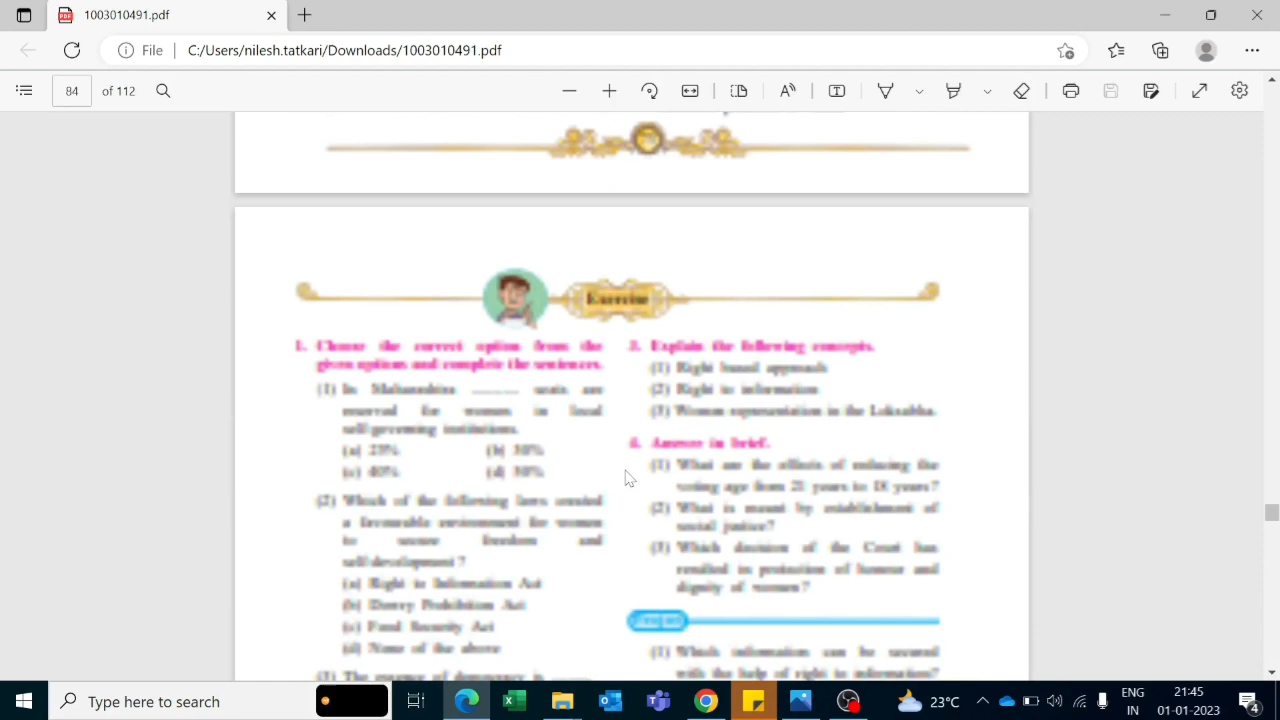 1003010491.pdf
File
C:/Users/nilesh.tatkari/Downloads/1003010491.pdf
84
of 112
Exercise
1. Choose the correct option from the
given options and complete the sentences.
(1) In Maharashtra ......... seats are
reserved for women in local
self-governing institutions.
(a) 25% (b) 30%
(c) 40% (d) 50%
(2) Which of the following laws created
a favourable environment for women
to secure freedom and
self-development ?
(a) Right to Information Act
(b) Dowry Prohibition Act
(c) Food Security Act
(d) None of the above
(3) The essence of democracy is
Explain the following concepts.
(1) Right based approach
(2) Right to information
(3) Women representation in the Loksabha.
4. Answer in brief.
(1) What are the effects of reducing the
voting age from 21 years to 18 years?
(2) What is meant by establishment of
social justice?
(3) Which decision of the Court has
resulted in protection of honour and
dignity of women?
(1) Which information can be secured
with the help of right to information?
Type here to search
23°C
ENG
IN
21:45
01-01-2023
4